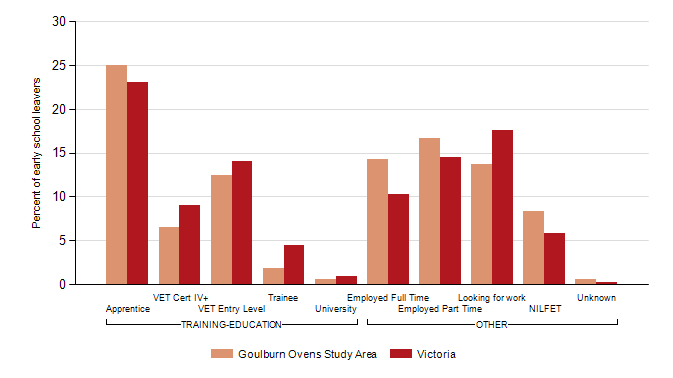 30
25
20
15
10
5
0
Percent of early school leavers
VET Cert IV+ Trainee Employed Full Time Looking for work Unknown
Apprentice VET Entry Level University Employed Part Time NILFET
TRAINING-EDUCATION OTHER
Goulburn Ovens Study Area Victoria